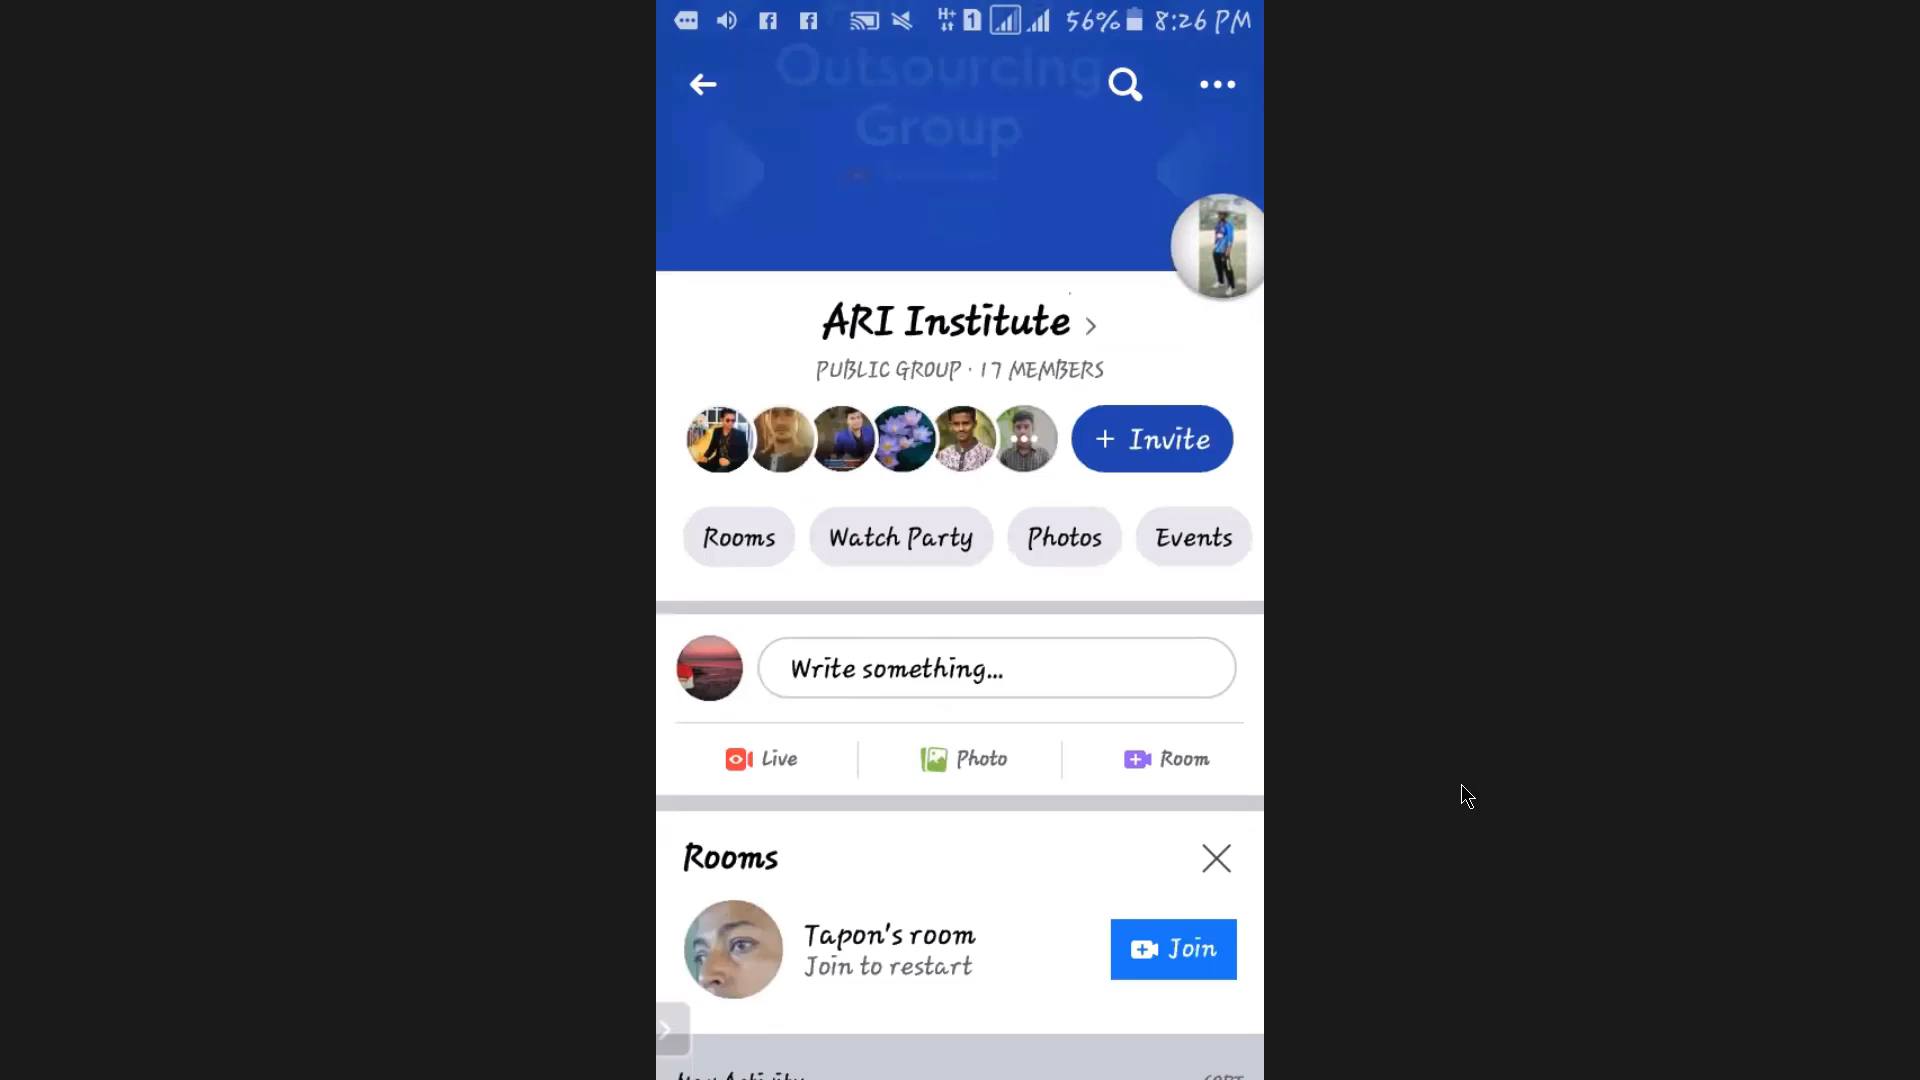 56% 8:26 PM
Outsourcing
Group
ARI Institute
PUBLIC GROUP · 17 MEMBERS
+ Invite
Rooms Watch Party Photos Events
Write something...
Live Photo Room
Rooms
Tapon's room
Join to restart
Join